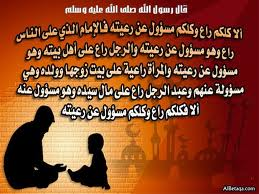 قال رسول الله صلى الله عليه وسلم
ألا كلكم راع وكلكم مسؤول عن رعيته فالإمام الذي على الناس
راع وهو مسؤول عن رعيته والرجل راع على أهل بيته وهو
مسؤول عن رعيته والمرأة راعية على بيت زوجها وولده وهي
مسؤولة عنهم وعبد الرجل راع على مال سيده وهو مسؤول عنه
ألا فكلكم راع وكلكم مسؤول عن رعيته
AlBetaqa.com